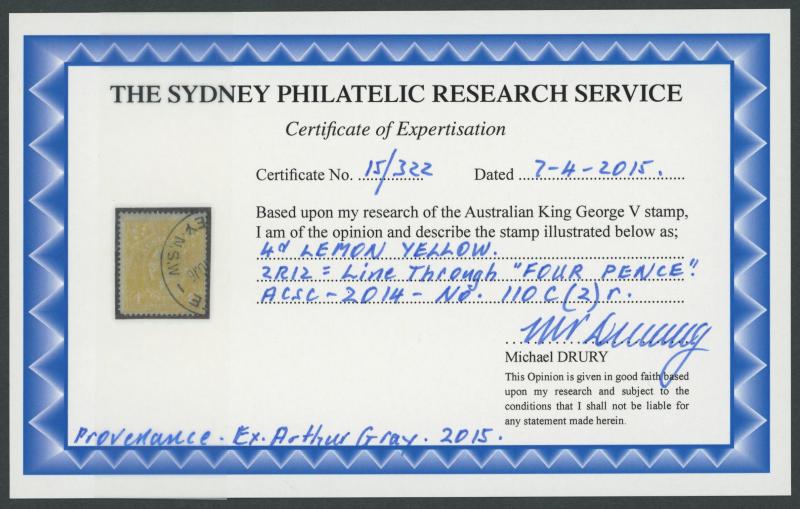 THE SYDNEY PHILATELIC RESEARCH SERVICE
Certificate of Expertisation
Certificate No. 15/322 Dated 7-4-2015.
Based upon my research of the Australian King George V stamp,
I am of the opinion and describe the stamp illustrated below as;
4d LEMON YELLOW.
2R12 = Line Through "FOUR PENCE".
ACSC-2014-No. 110C(2)r.
Michael DRURY
This Opinion is given in good faith based
upon my research and subject to the
conditions that I shall not be liable for
any statement made herein.
Provenance. Ex. Arthur Gray. 2015.
EY. N.S.W